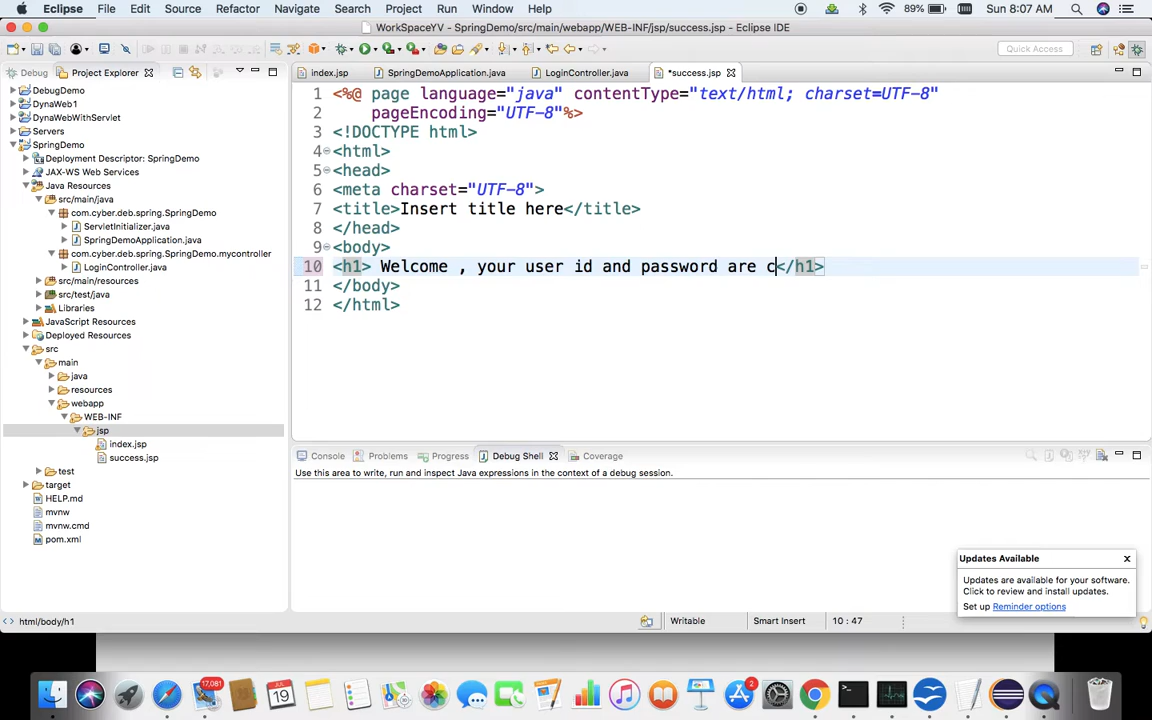 Eclipse File Edit Source Refactor Navigate Search Project Run Window Help 89% Sun 8:07 AM
WorkSpaceYV - SpringDemo/src/main/webapp/WEB-INF/jsp/success.jsp - Eclipse IDE
Quick Access
Debug Project Explorer
index.jsp SpringDemoApplication.java LoginController.java *success.jsp
DebugDemo
DynaWeb1
DynaWebWithServlet
Servers
SpringDemo
Deployment Descriptor: SpringDemo
JAX-WS Web Services
Java Resources
src/main/java
com.cyber.deb.spring.SpringDemo
ServletInitializer.java
SpringDemoApplication.java
com.cyber.deb.spring.SpringDemo.mycontroller
LoginController.java
src/main/resources
src/test/java
Libraries
JavaScript Resources
Deployed Resources
src
main
java
resources
webapp
WEB-INF
jsp
index.jsp
success.jsp
test
target
HELP.md
mvnw
mvnw.cmd
pom.xml
1 <%@ page language="java" contentType="text/html; charset=UTF-8"
2 pageEncoding="UTF-8"%>
3 <!DOCTYPE html>
4 <html>
5 <head>
6 <meta charset="UTF-8">
7 <title>Insert title here</title>
8 </head>
9 <body>
10 <h1> Welcome , your user id and password are c</h1>
11 </body>
12 </html>
Console Problems Progress Debug Shell Coverage
Use this area to write, run and inspect Java expressions in the context of a debug session.
Updates Available
Updates are available for your software.
Click to review and install updates.
Set up Reminder options
html/body/h1 Writable Smart Insert 10 : 47
17,081
JUL
19
2